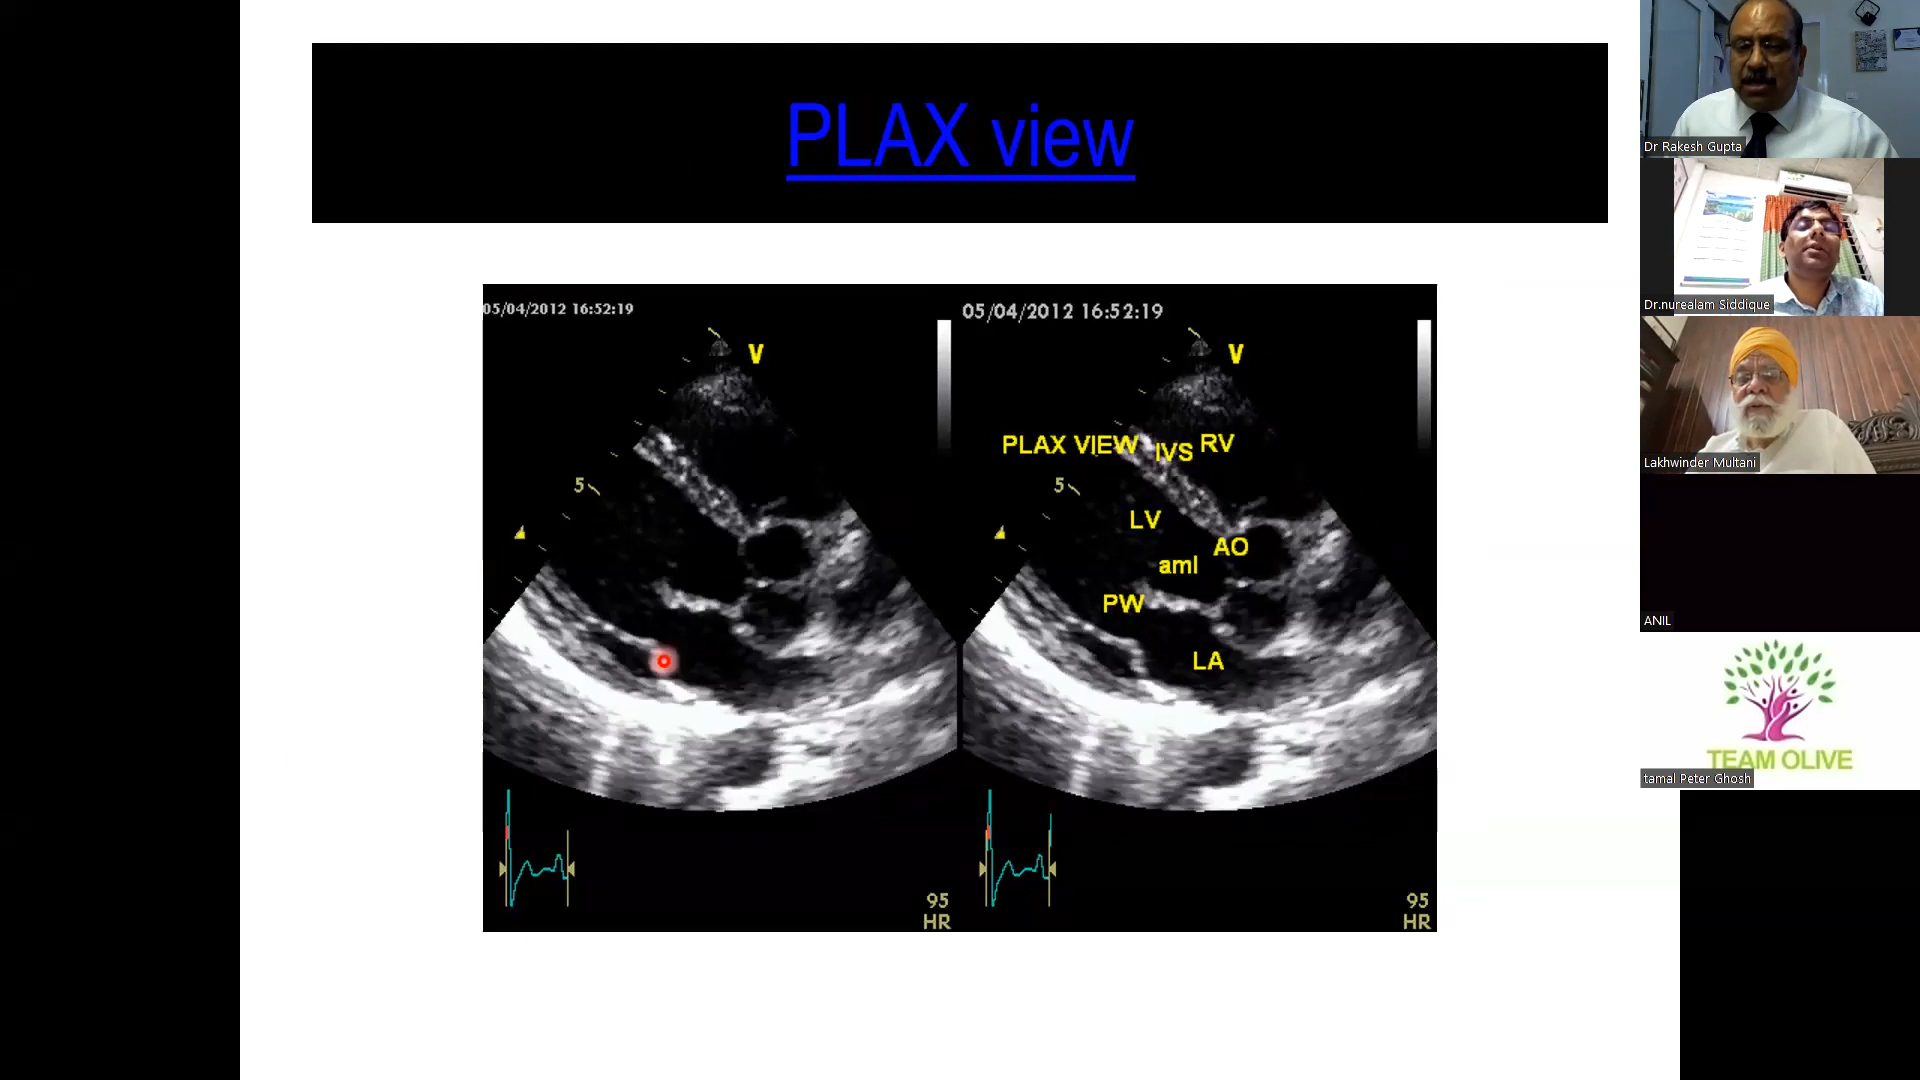 PLAX view
05/04/2012 16:52:19
V
5
95
HR
05/04/2012 16:52:19
V
PLAX VIEW
IVS
RV
5
LV
AO
aml
PW
LA
95
HR
Dr Rakesh Gupta
Dr.nurealam Siddique
Lakhwinder Multani
ANIL
TEAM OLIVE
tamal Peter Ghosh